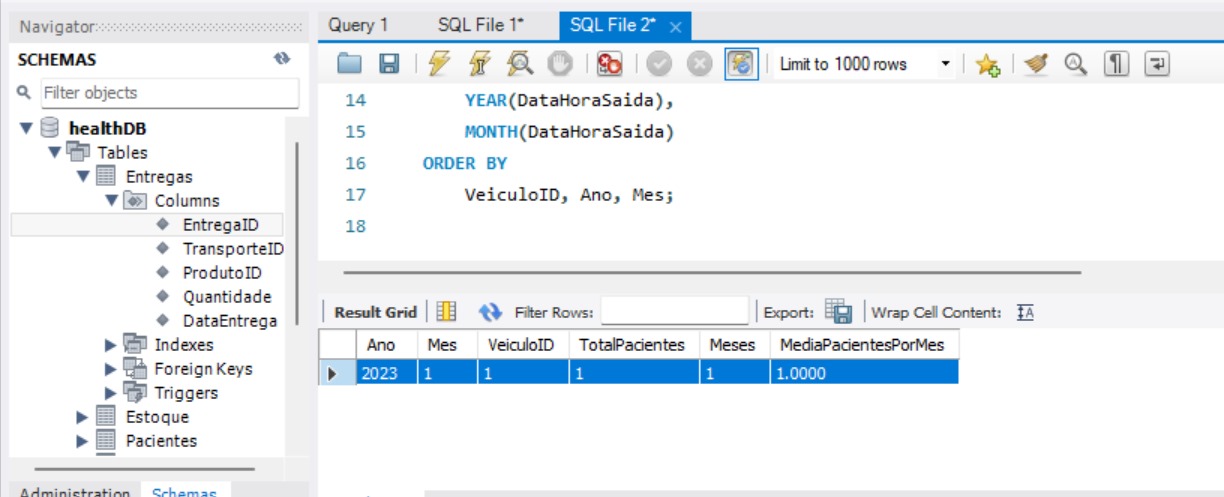 Navigator
Query 1 SQL File 1* SQL File 2*
SCHEMAS
Filter objects
Limit to 1000 rows
healthDB
Tables
Entregas
Columns
EntregaID
TransporteID
ProdutoID
Quantidade
DataEntrega
Indexes
Foreign Keys
Triggers
Estoque
Pacientes
Administration Schemas
14 YEAR(DataHoraSaida),
15 MONTH(DataHoraSaida)
16 ORDER BY
17 VeiculoID, Ano, Mes;
18
Result Grid Filter Rows: Export: Wrap Cell Content: IA
Ano Mes VeiculoID TotalPacientes Meses MediaPacientesPorMes
2023 1 1 1 1 1.0000